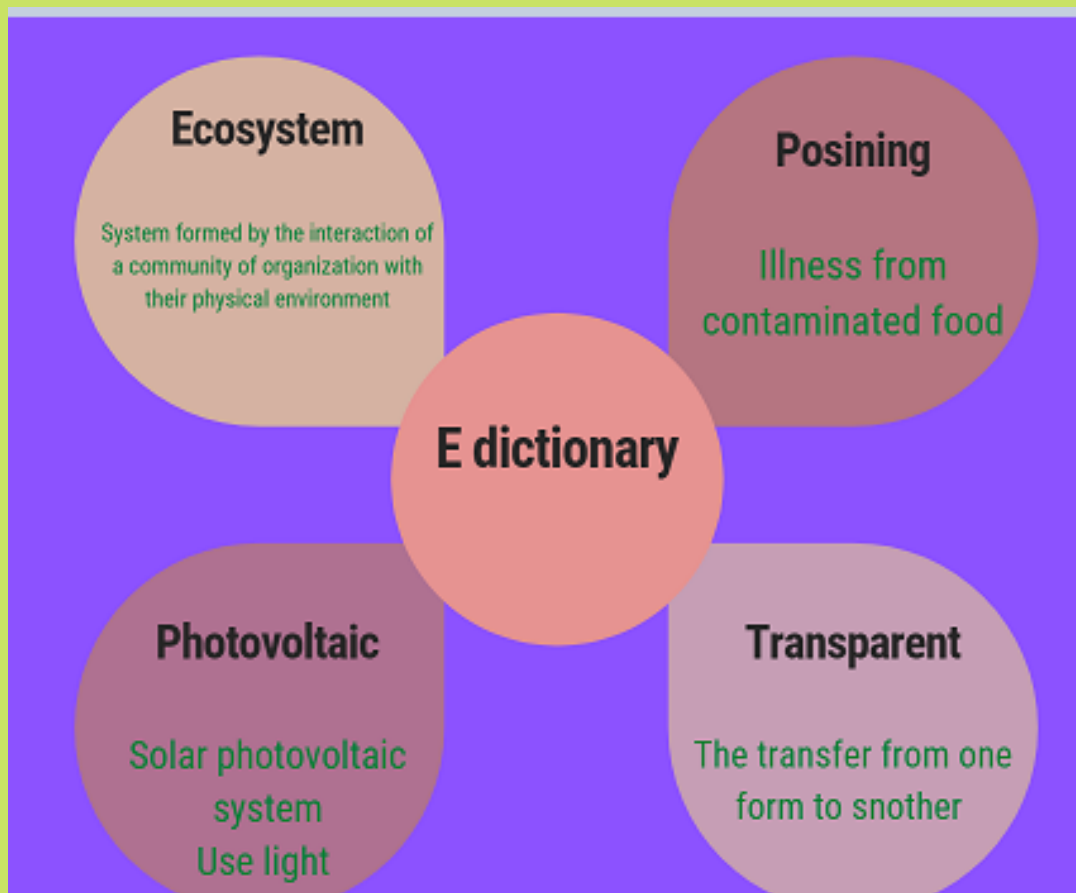 Ecosystem
System formed by the interaction of
a community of organization with
their physical environment
Posining
Illness from
contaminated food
E dictionary
Photovoltaic
Solar photovoltaic
system
Use light
Transparent
The transfer from one
form to snother